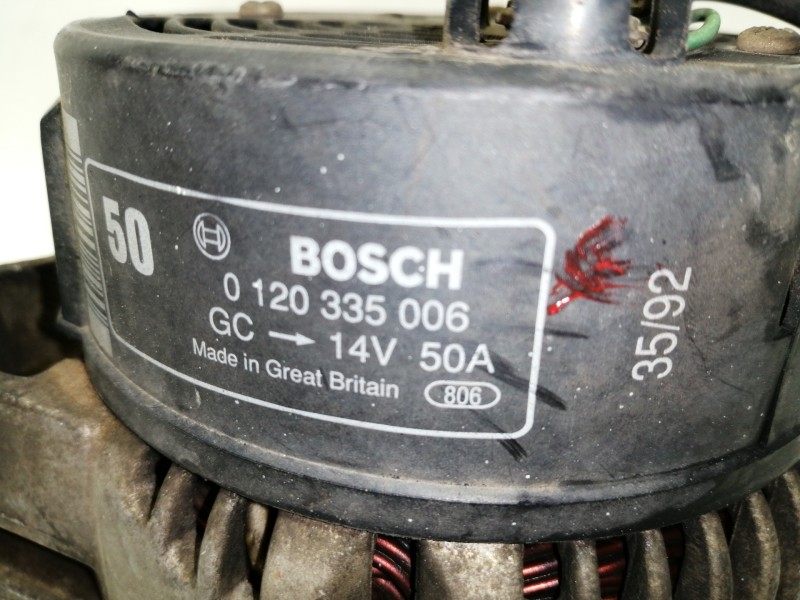 50
BOSCH
0 120 335 006
GC → 14V 50A
Made in Great Britain 806
35/92